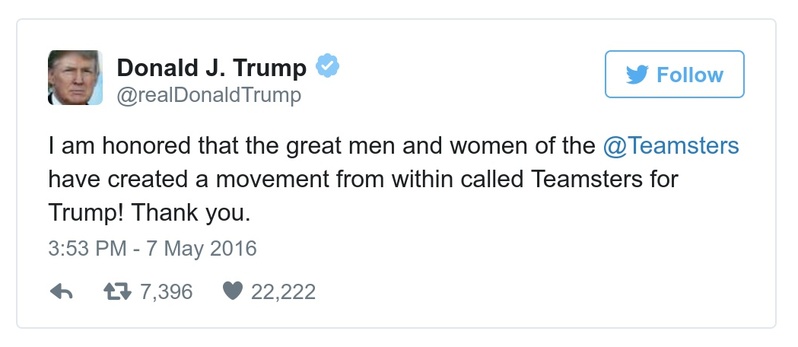 Donald J. Trump
@realDonaldTrump
Follow
I am honored that the great men and women of the @Teamsters
have created a movement from within called Teamsters for
Trump! Thank you.
3:53 PM - 7 May 2016
7,396 22,222